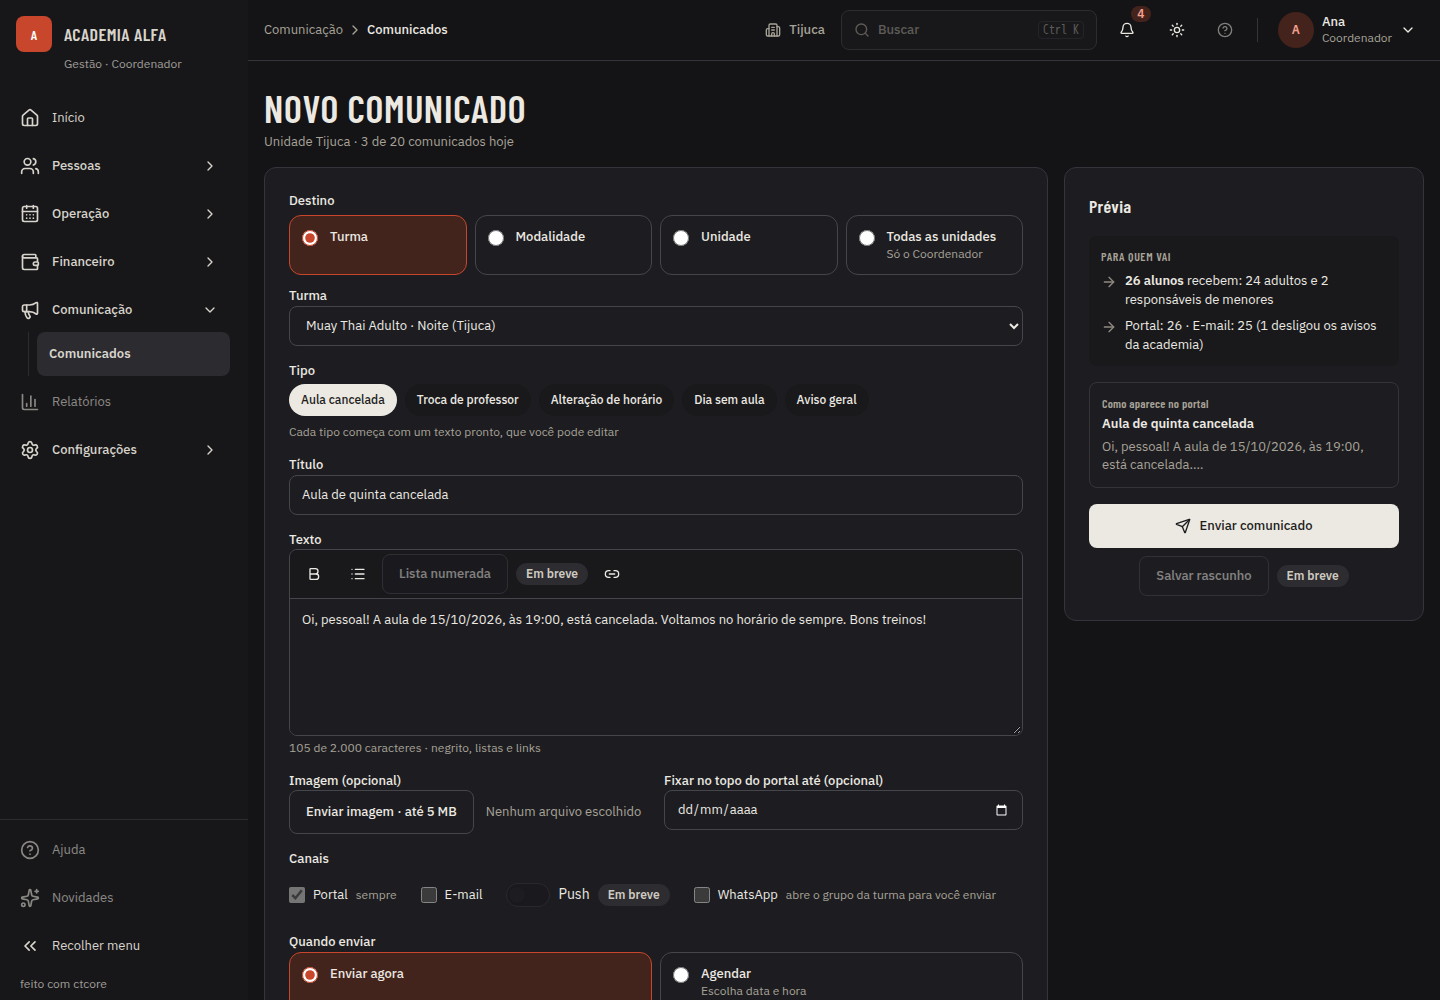 A
ACADEMIA ALFA
Gestão · Coordenador
Início
Pessoas
Operação
Financeiro
Comunicação
Comunicados
Relatórios
Configurações
Ajuda
Novidades
Recolher menu
feito com ctcore
Comunicação > Comunicados
Tijuca
Buscar
Ctrl K
4
A
Ana
Coordenador
NOVO COMUNICADO
Unidade Tijuca · 3 de 20 comunicados hoje
Destino
Turma
Modalidade
Unidade
Todas as unidades
Só o Coordenador
Turma
Muay Thai Adulto · Noite (Tijuca)
Tipo
Aula cancelada
Troca de professor
Alteração de horário
Dia sem aula
Aviso geral
Cada tipo começa com um texto pronto, que você pode editar
Título
Aula de quinta cancelada
Texto
B
Lista numerada
Em breve
Oi, pessoal! A aula de 15/10/2026, às 19:00, está cancelada. Voltamos no horário de sempre. Bons treinos!
105 de 2.000 caracteres · negrito, listas e links
Imagem (opcional)
Enviar imagem · até 5 MB
Nenhum arquivo escolhido
Fixar no topo do portal até (opcional)
dd/mm/aaaa
Canais
Portal sempre
E-mail
Push
Em breve
WhatsApp abre o grupo da turma para você enviar
Quando enviar
Enviar agora
Agendar
Escolha data e hora
Prévia
PARA QUEM VAI
26 alunos recebem: 24 adultos e 2
responsáveis de menores
Portal: 26 · E-mail: 25 (1 desligou os avisos
da academia)
Como aparece no portal
Aula de quinta cancelada
Oi, pessoal! A aula de 15/10/2026, às 19:00,
está cancelada....
Enviar comunicado
Salvar rascunho
Em breve